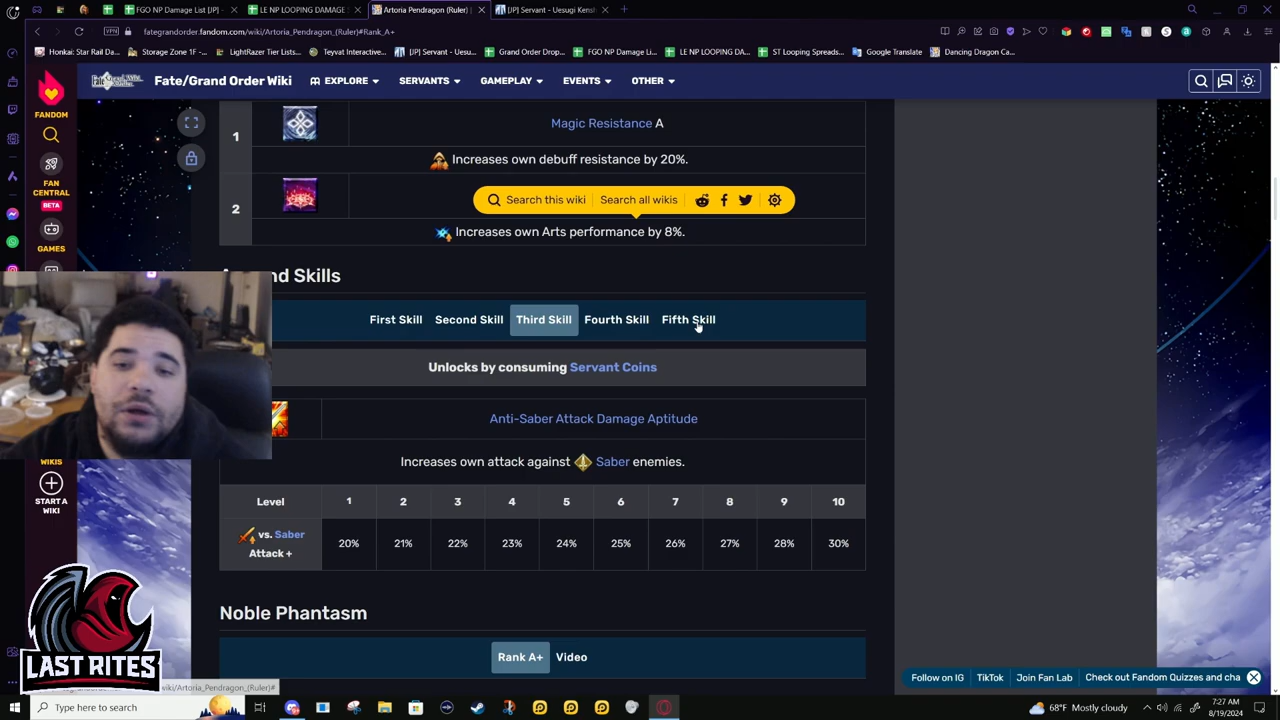 FGO NP Damage List [JP] -
LE NP LOOPING DAMAGE
Artoria Pendragon (Ruler)
[JP] Servant - Uesugi Kensh
VPN
fategrandorder.fandom.com/wiki/Artoria_Pendragon_(Ruler)#Rank_A+
Honkai: Star Rail Da...
Storage Zone 1F -...
LightRazer Tier Lists...
Teyvat Interactive...
[JP] Servant - Uesu...
Grand Order Drop...
FGO NP Damage Li...
LE NP LOOPING DA...
ST Looping Spreads...
Google Translate
Dancing Dragon Ca...
Fate/Grand Order Wiki
EXPLORE
SERVANTS
GAMEPLAY
EVENTS
OTHER
FANDOM
FAN
CENTRAL
BETA
GAMES
WIKIS
START A
WIKI
1
Magic Resistance A
Increases own debuff resistance by 20%.
2
Search this wiki
Search all wikis
Increases own Arts performance by 8%.
nd Skills
First Skill
Second Skill
Third Skill
Fourth Skill
Fifth Skill
Unlocks by consuming Servant Coins
Anti-Saber Attack Damage Aptitude
Increases own attack against Saber enemies.
Level 1 2 3 4 5 6 7 8 9 10
vs. Saber
Attack +
20% 21% 22% 23% 24% 25% 26% 27% 28% 30%
Noble Phantasm
Rank A+
Video
LAST RITES
wiki/Artoria_Pendragon_(Ruler)#
Follow on IG
TikTok
Join Fan Lab
Check out Fandom Quizzes and cha
Type here to search
68°F Mostly cloudy
7:27 AM
8/19/2024